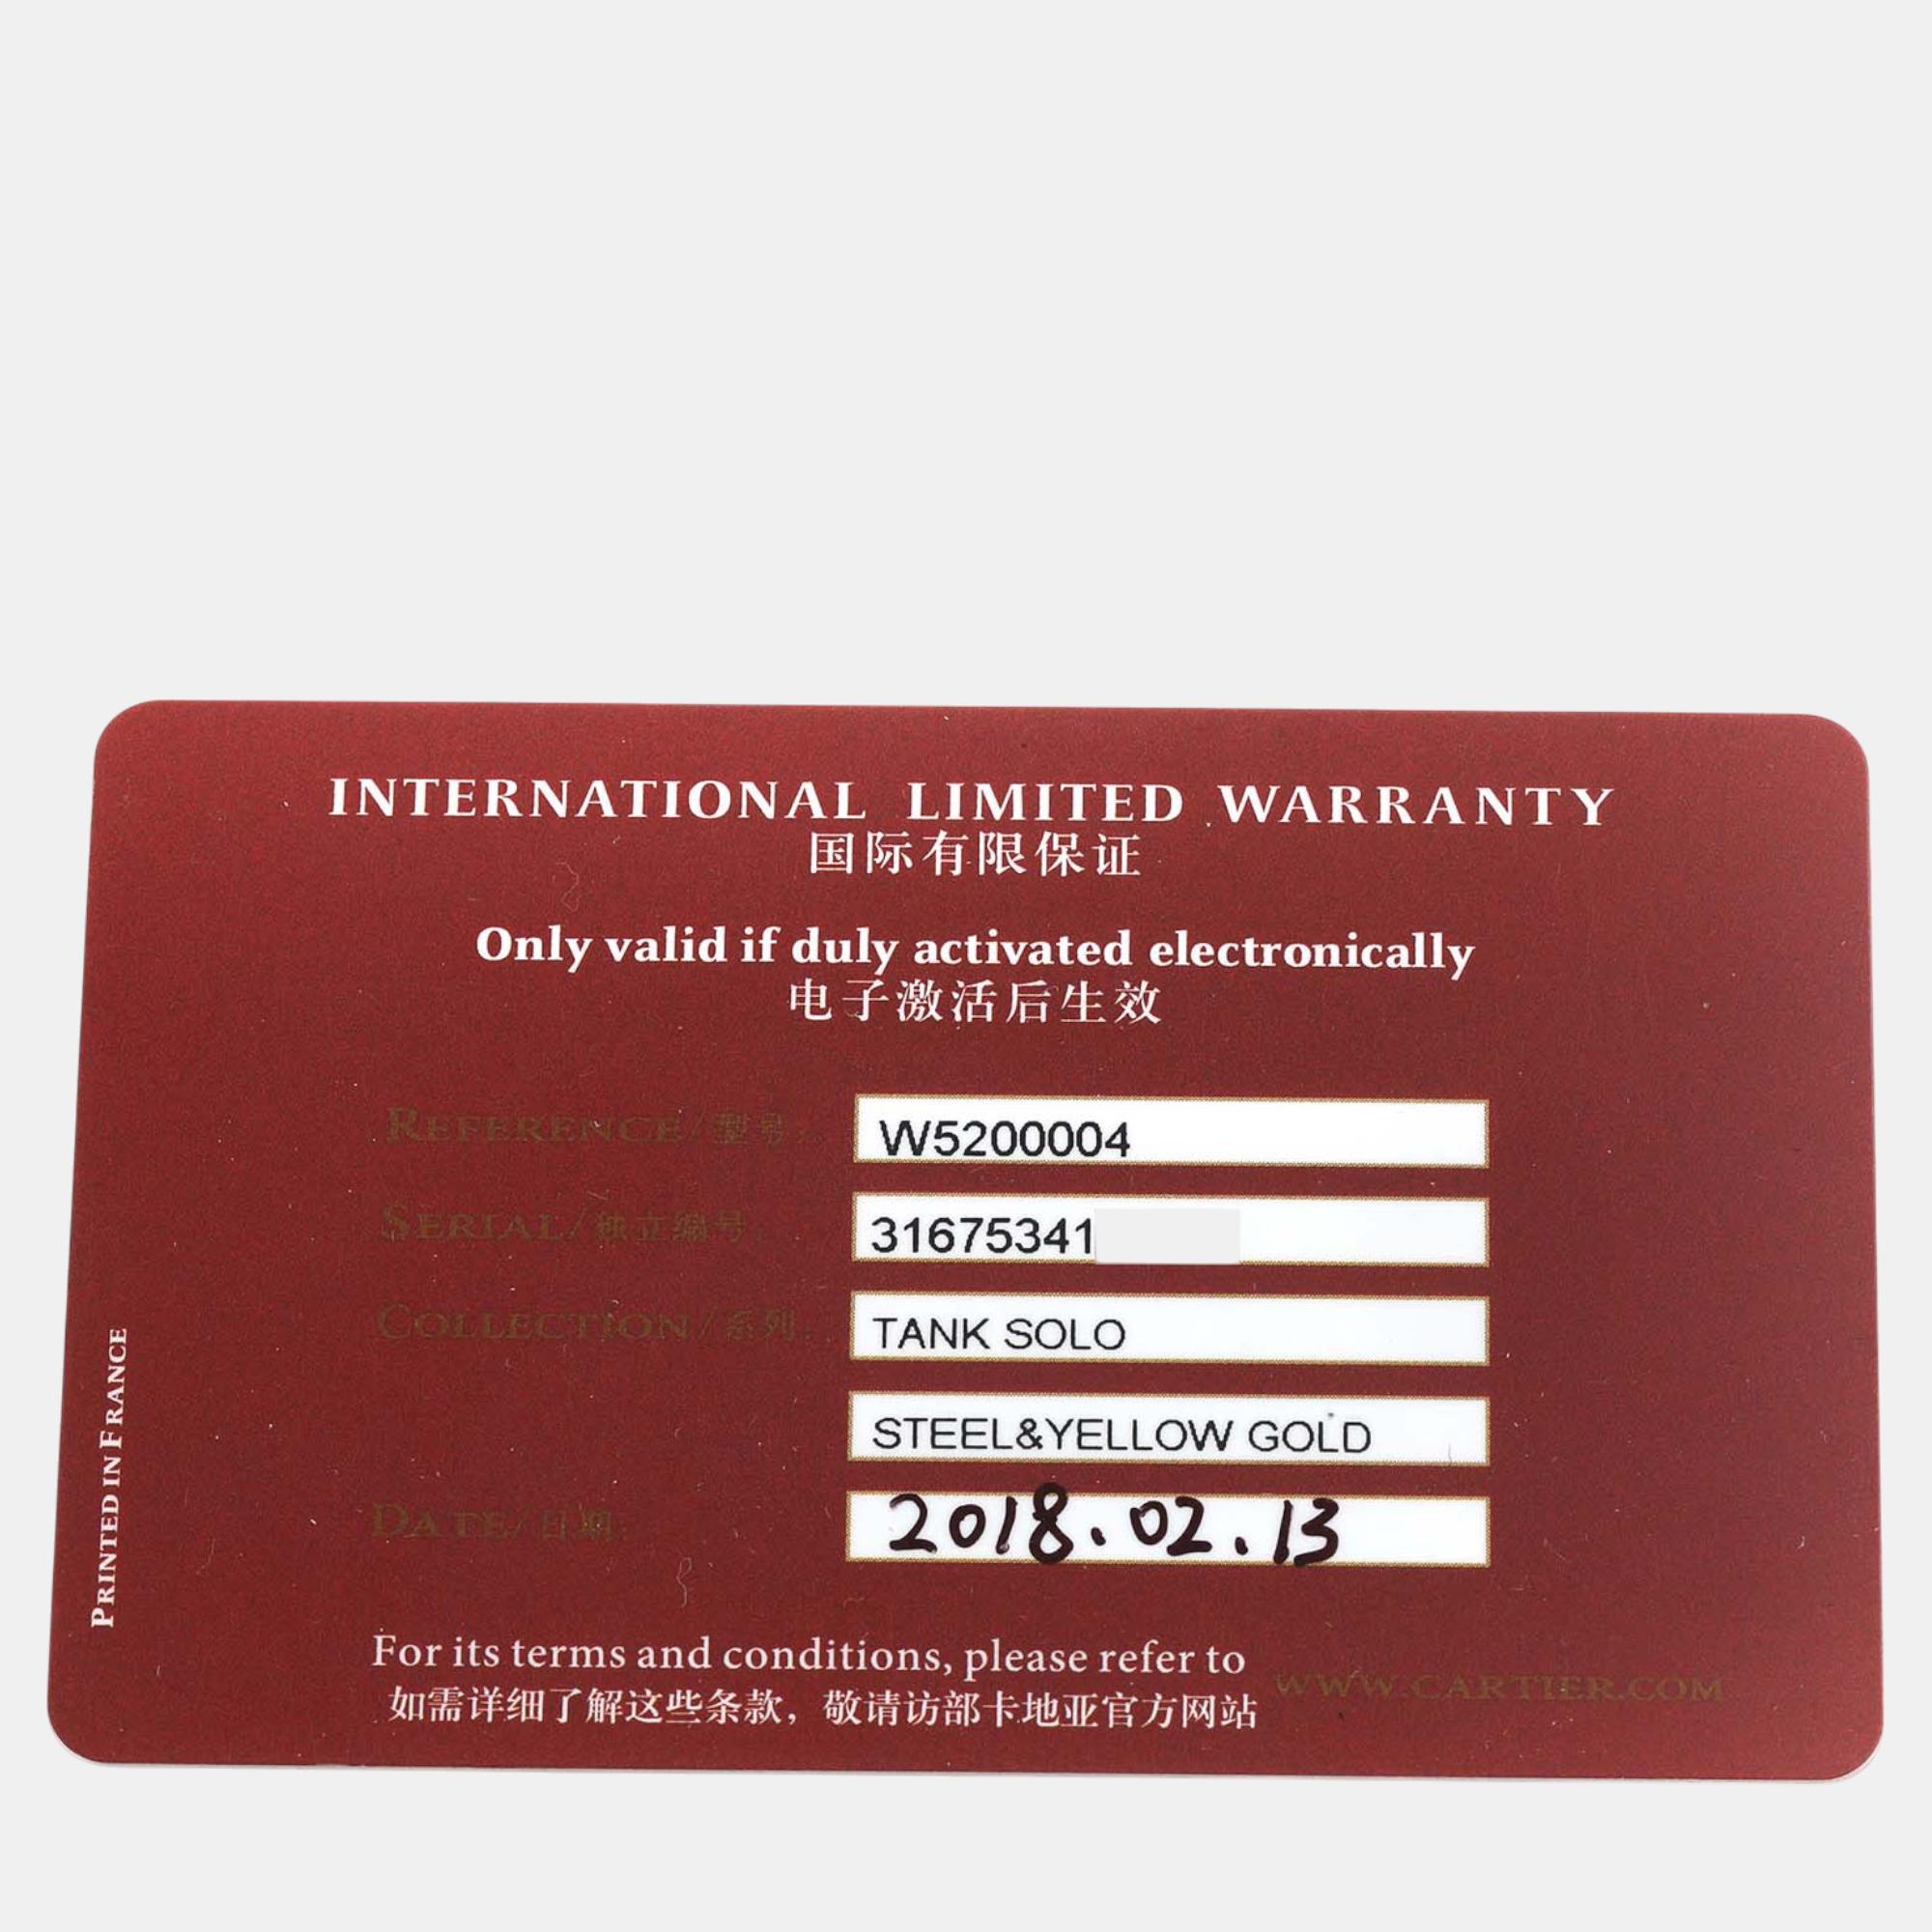 INTERNATIONAL LIMITED WARRANTY
国际有限保证
Only valid if duly activated electronically
电子激活后生效
REFERENCE/型号: W5200004
SERIAL/独立编号: 31675341
COLLECTION/系列: TANK SOLO
STEEL&YELLOW GOLD
DATE/日期: 2018.02.13
For its terms and conditions, please refer to
如需详细了解这些条款，敬请访部卡地亚官方网站
WWW.CARTIER.COM
PRINTED IN FRANCE